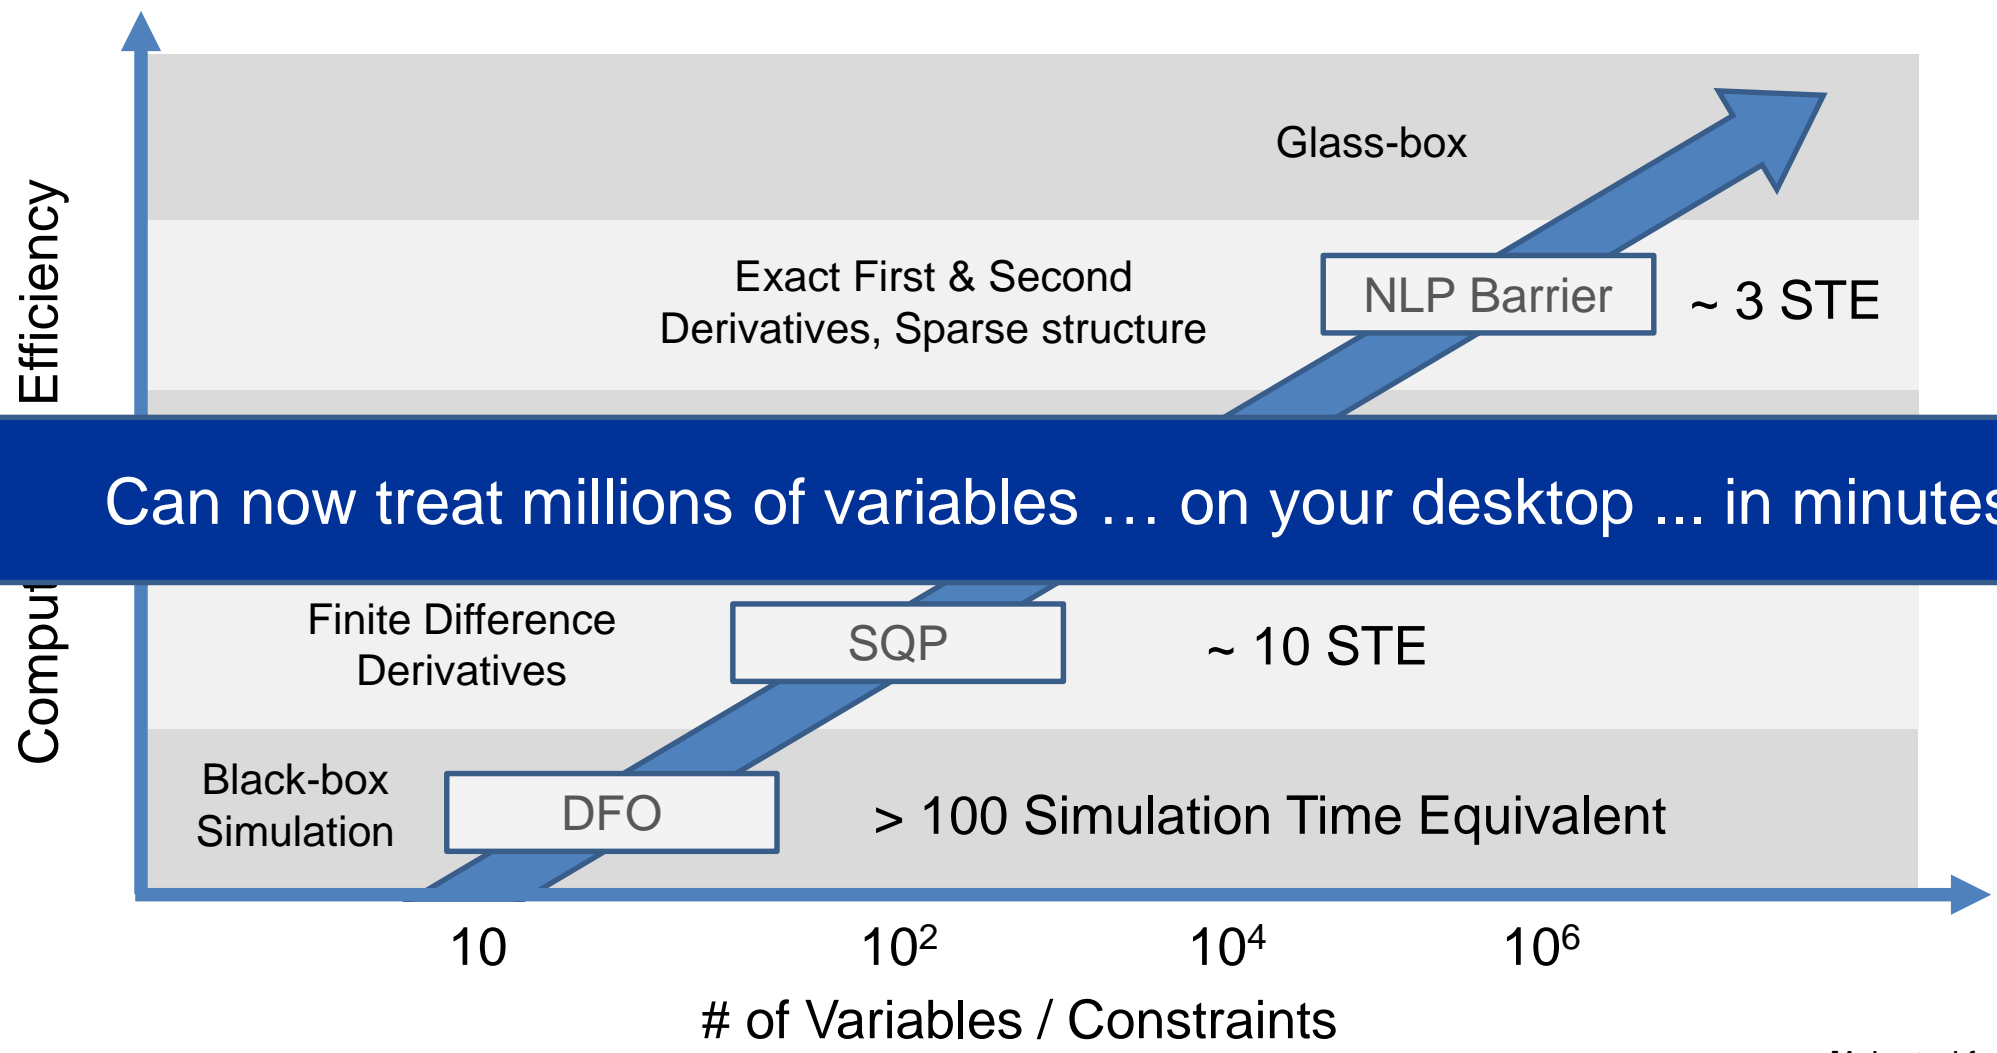 Glass-box
Exact First & Second
Derivatives, Sparse structure
NLP Barrier
~ 3 STE
Efficiency
Can now treat millions of variables … on your desktop ... in minutes
Finite Difference
Derivatives
SQP
~ 10 STE
Black-box
Simulation
DFO
> 100 Simulation Time Equivalent
10
10²
10⁴
10⁶
# of Variables / Constraints